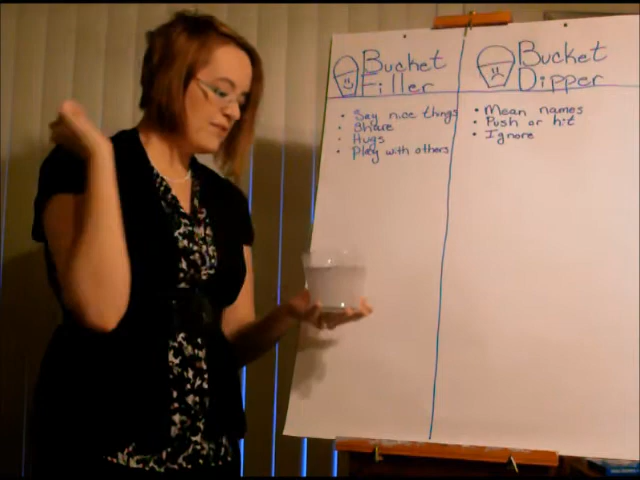 Bucket
Filler
• Say nice things
• Share
• Hugs
• Play with others
Bucket
Dipper
• Mean names
• Push or hit
• Ignore